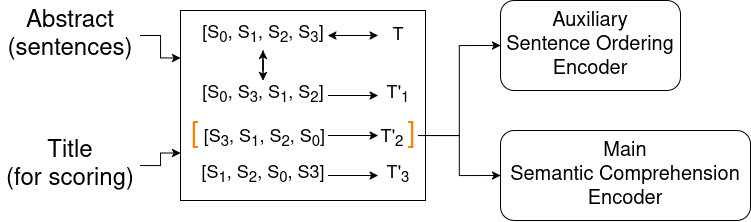 Abstract
(sentences)
Title
(for scoring)
[S₀, S₁, S₂, S₃] T
[S₀, S₃, S₁, S₂] T'₁
[ [S₃, S₁, S₂, S₀] T'₂ ]
[S₁, S₂, S₀, S3] T'₃
Auxiliary
Sentence Ordering
Encoder
Main
Semantic Comprehension
Encoder